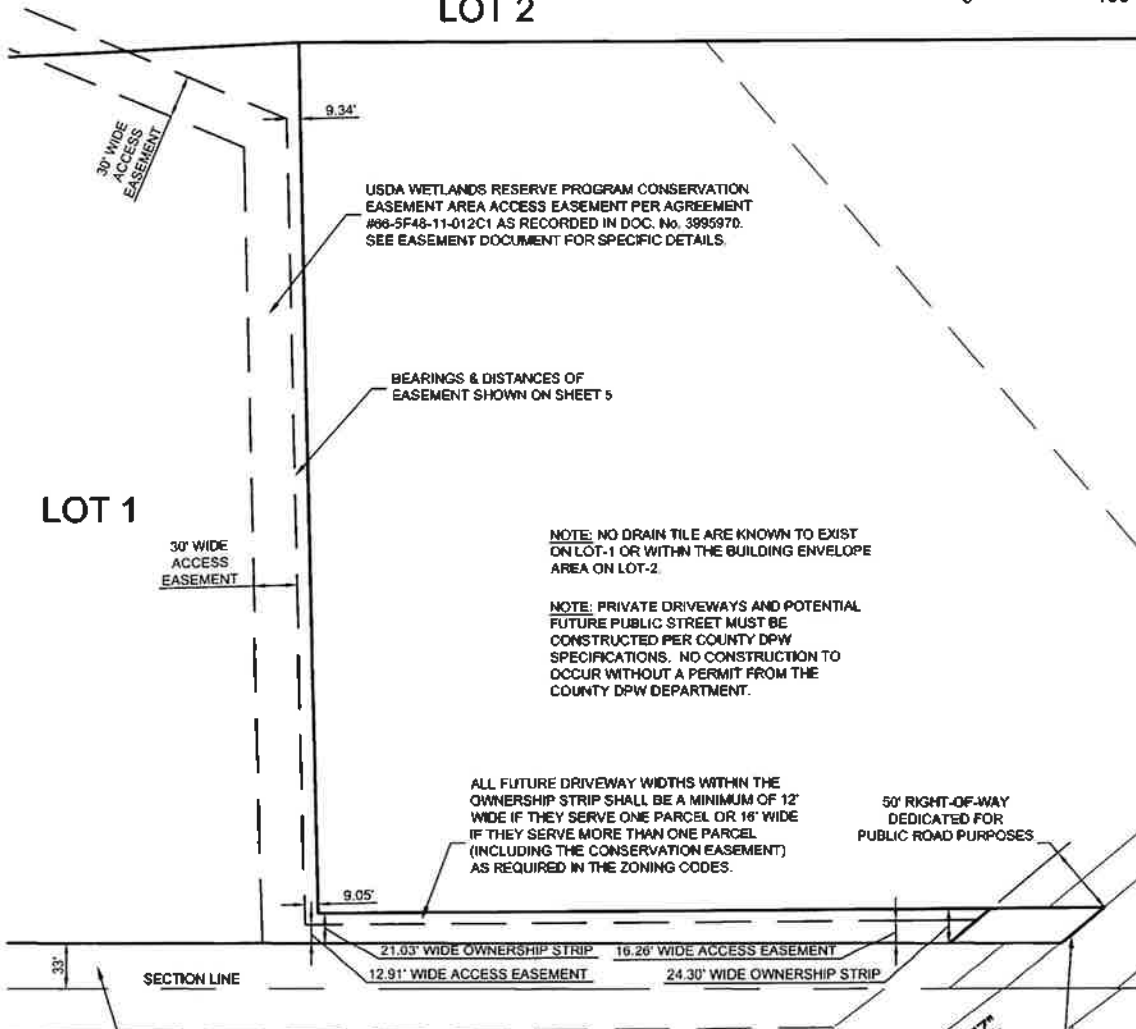 LOT 2
30' WIDE
ACCESS
EASEMENT
9.34'
USDA WETLANDS RESERVE PROGRAM CONSERVATION
EASEMENT AREA ACCESS EASEMENT PER AGREEMENT
#66-5F48-11-012C1 AS RECORDED IN DOC. No. 3995970.
SEE EASEMENT DOCUMENT FOR SPECIFIC DETAILS.
BEARINGS & DISTANCES OF
EASEMENT SHOWN ON SHEET 5
LOT 1
30' WIDE
ACCESS
EASEMENT
NOTE: NO DRAIN TILE ARE KNOWN TO EXIST
ON LOT-1 OR WITHIN THE BUILDING ENVELOPE
AREA ON LOT-2.
NOTE: PRIVATE DRIVEWAYS AND POTENTIAL
FUTURE PUBLIC STREET MUST BE
CONSTRUCTED PER COUNTY DPW
SPECIFICATIONS. NO CONSTRUCTION TO
OCCUR WITHOUT A PERMIT FROM THE
COUNTY DPW DEPARTMENT.
ALL FUTURE DRIVEWAY WIDTHS WITHIN THE
OWNERSHIP STRIP SHALL BE A MINIMUM OF 12'
WIDE IF THEY SERVE ONE PARCEL OR 16' WIDE
IF THEY SERVE MORE THAN ONE PARCEL
(INCLUDING THE CONSERVATION EASEMENT)
AS REQUIRED IN THE ZONING CODES.
50' RIGHT-OF-WAY
DEDICATED FOR
PUBLIC ROAD PURPOSES
9.05'
21.03' WIDE OWNERSHIP STRIP
16.26' WIDE ACCESS EASEMENT
12.91' WIDE ACCESS EASEMENT
24.30' WIDE OWNERSHIP STRIP
33'
SECTION LINE